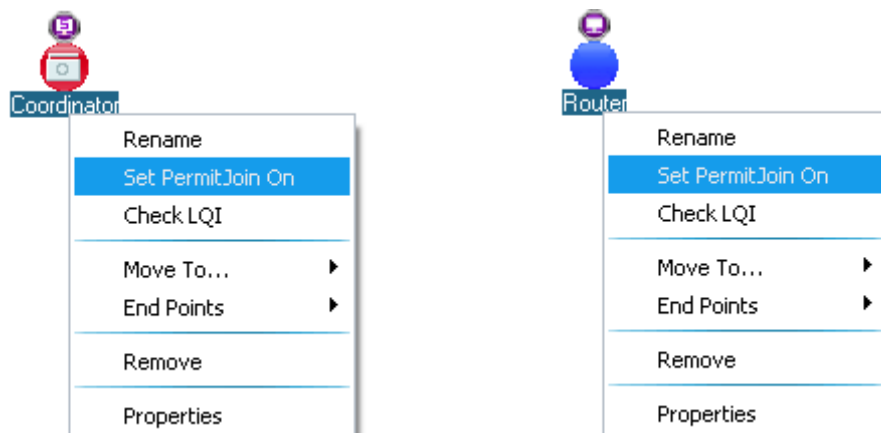 Coordinator
Rename
Set PermitJoin On
Check LQI
Move To...
End Points
Remove
Properties
Router
Rename
Set PermitJoin On
Check LQI
Move To...
End Points
Remove
Properties